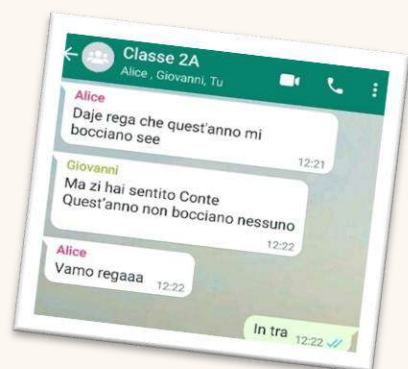 Classe 2A
Alice , Giovanni, Tu
Alice
Daje rega che quest'anno mi
bocciano see
12:21
Giovanni
Ma zi hai sentito Conte
Quest'anno non bocciano nessuno
12:22
Alice
Vamo regaaa 12:22
In tra 12:22